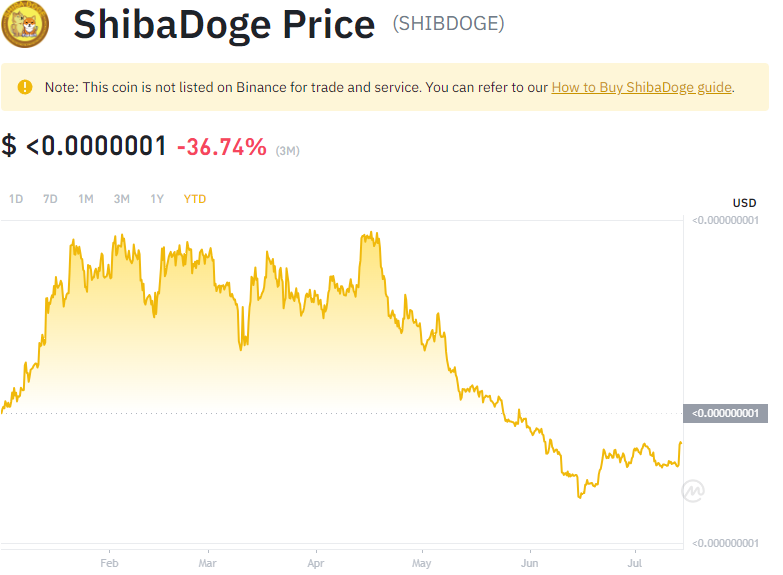 ShibaDoge Price (SHIBDOGE)
Note: This coin is not listed on Binance for trade and service. You can refer to our How to Buy ShibaDoge guide.
$ <0.0000001 -36.74% (3M)
1D 7D 1M 3M 1Y YTD
USD
<0.000000001
<0.000000001
<0.000000001
Feb Mar Apr May Jun Jul